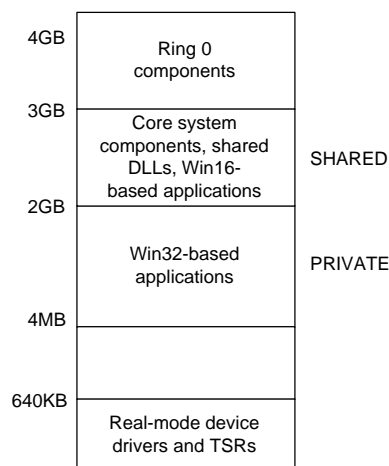 4GB
Ring 0
components
3GB
Core system
components, shared
DLLs, Win16-
based applications
SHARED
2GB
Win32-based
applications
PRIVATE
4MB
640KB
Real-mode device
drivers and TSRs